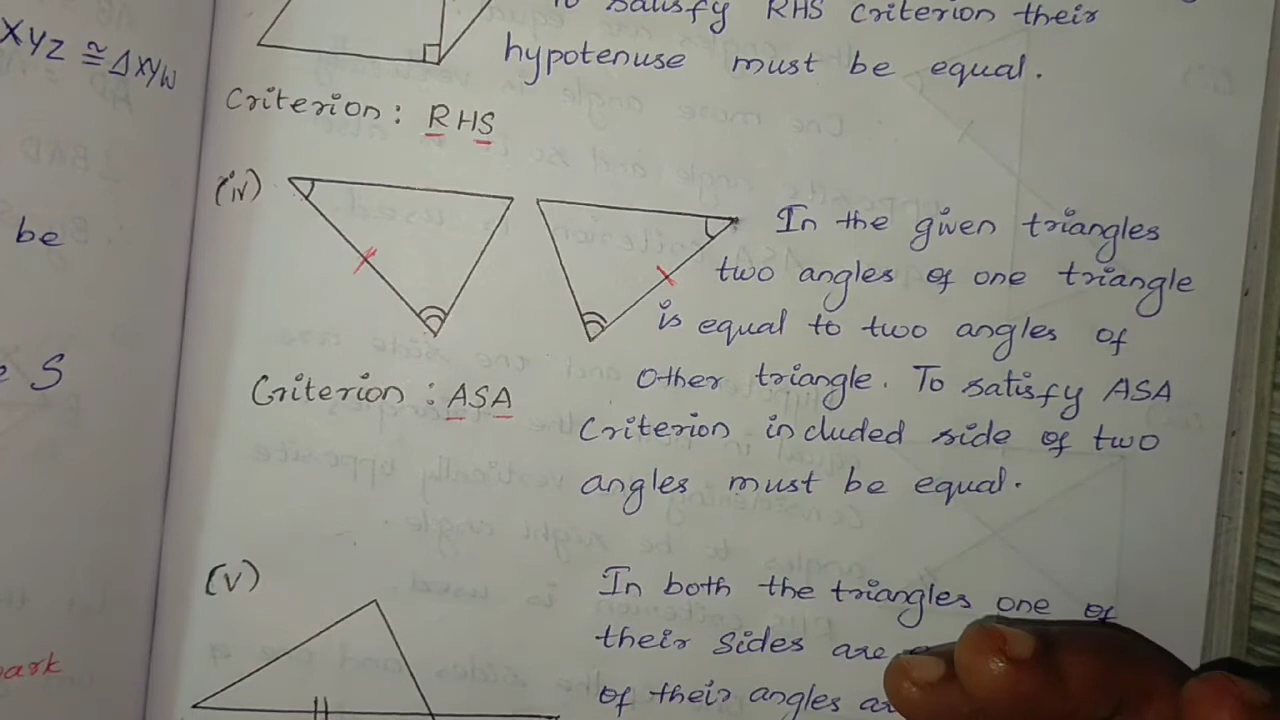 XYZ ≅ ΔXYW
be
S
ark
To satisfy RHS criterion their
hypotenuse must be equal.
Criterion : RHS
(iv)
In the given triangles
two angles of one triangle
is equal to two angles of
Other triangle. To satisfy ASA
Criterion included side of two
angles must be equal.
Criterion : ASA
(v)
In both the triangles one of
their sides are
of their angles